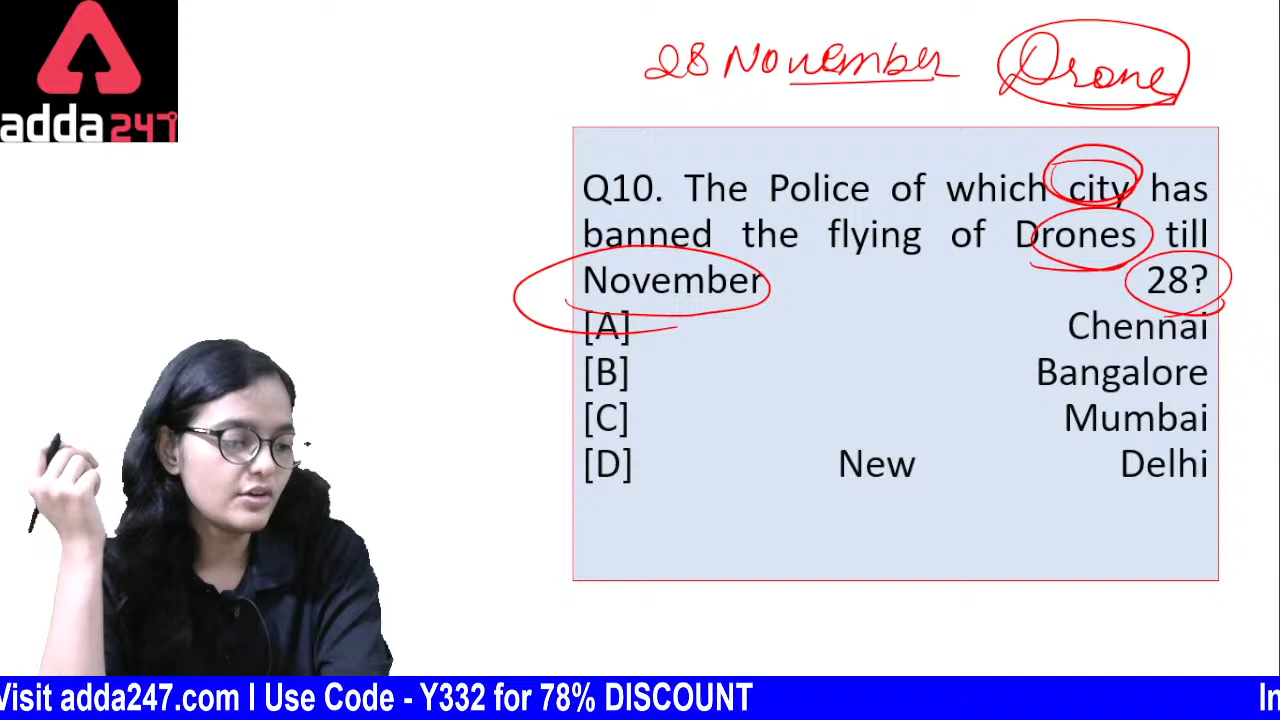 28 November Drone
adda247
Q10. The Police of which city has
banned the flying of Drones till
November 28?
[A] Chennai
[B] Bangalore
[C] Mumbai
[D] New Delhi
Visit adda247.com I Use Code - Y332 for 78% DISCOUNT In